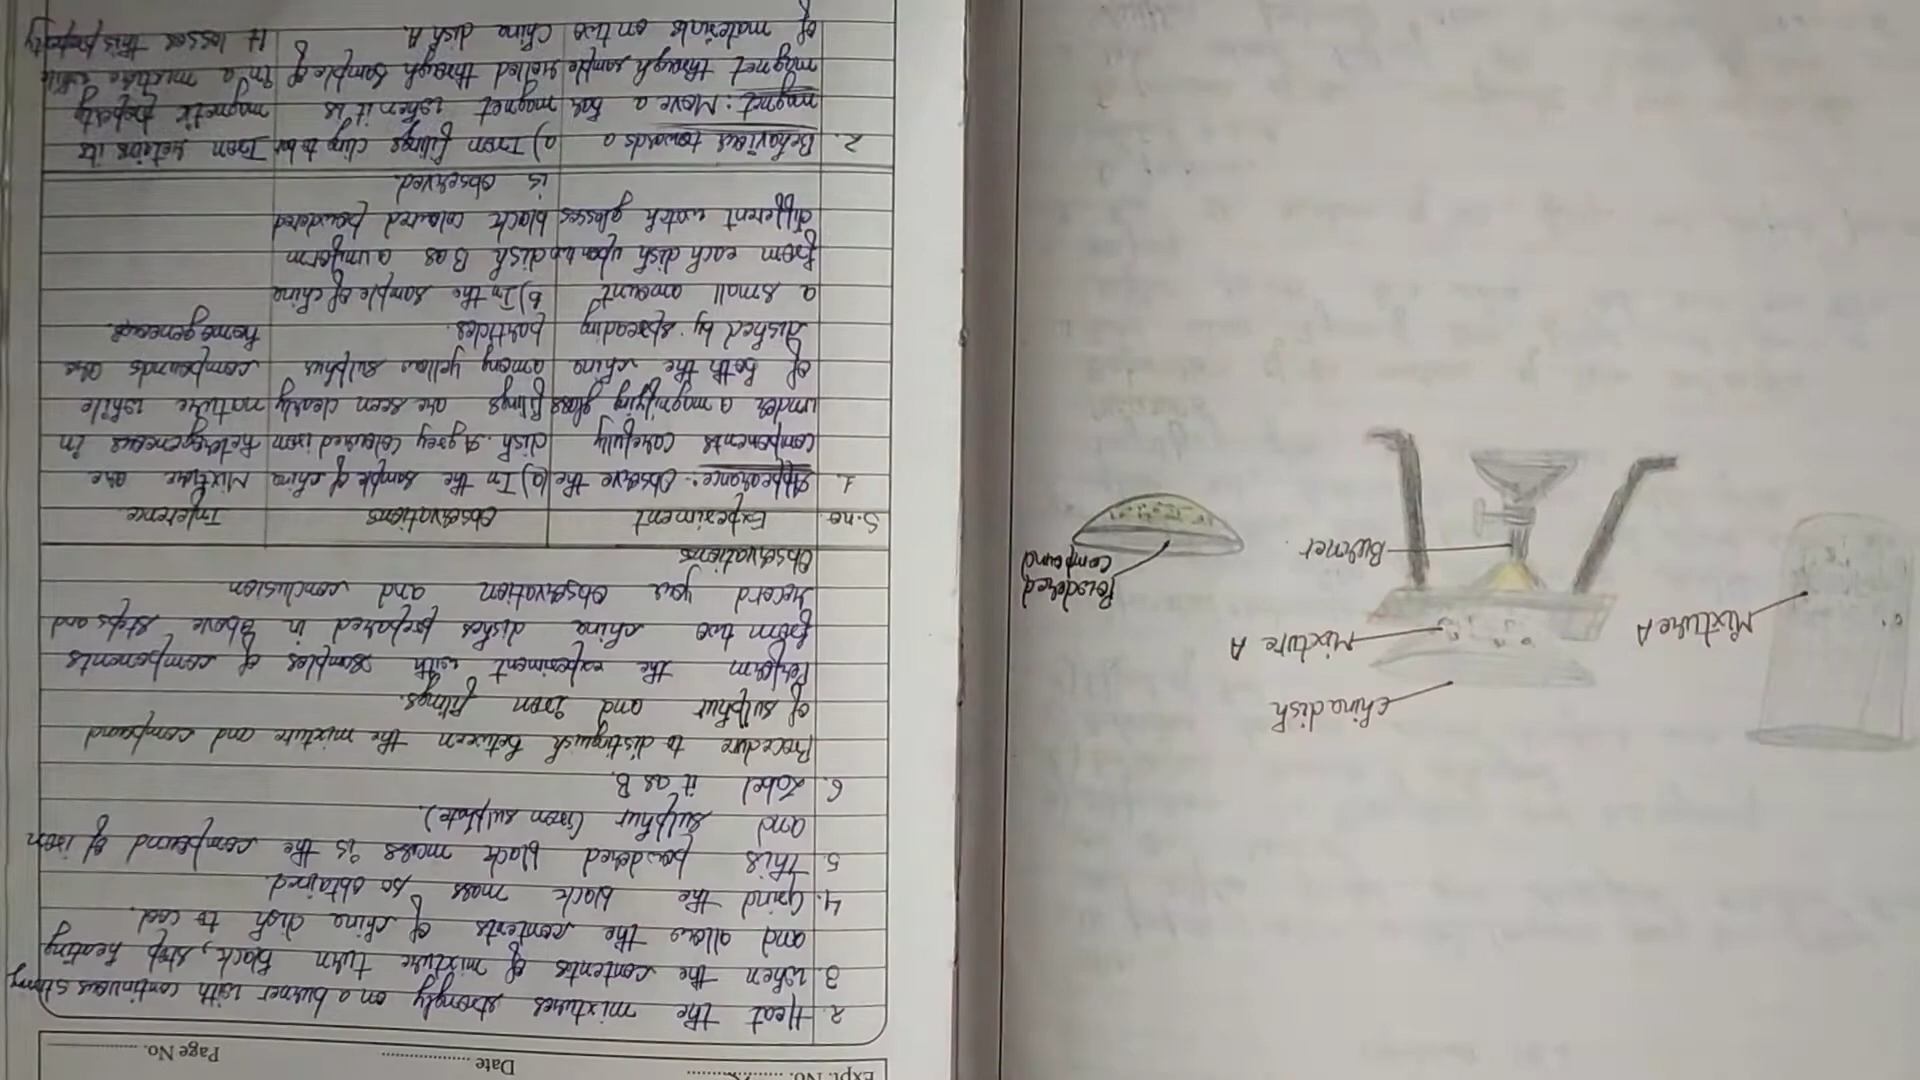 Expt. No.
Date
Page No.
2. Heat the mixtures strongly on a burner with continuous stirring
3. When the contents of mixture turn black, stop heating
and allow the contents of china dish to cool.
4. Grind the black mass so obtained.
5. This powdered black mass is the compound of iron
and sulphur (iron sulphate).
6. Label it as B.
Procedure to distinguish between the mixture and compound
of sulphur and iron filings.
Perform the experiment with samples of components
from two china dishes prepared in above steps and
record your observation and conclusion
Observations
S.no. Experiment Observations Inference
1. Appearance:- Observe the (a) In the sample of china Mixture are
components carefully dish. A grey coloured iron heterogeneous in
under a magnifying glass filings are seen clearly nature while
of both the china among yellow sulphur compounds are
dished by spreading particles. homogeneous.
a small amount b) In the sample of china
from each dish upon two dish B as a uniform
different watch glasses black coloured powdered
is observed.
2. Behaviour towards a a) Iron filings cling to bar Iron retains its
magnet: Move a bar magnet when it is magnetic property
magnet through sample rolled through sample of in a mixture while
of materials on two china dish A. It losses this property
Mixture A
China dish
Mixture A
Burner
Powdered
compound